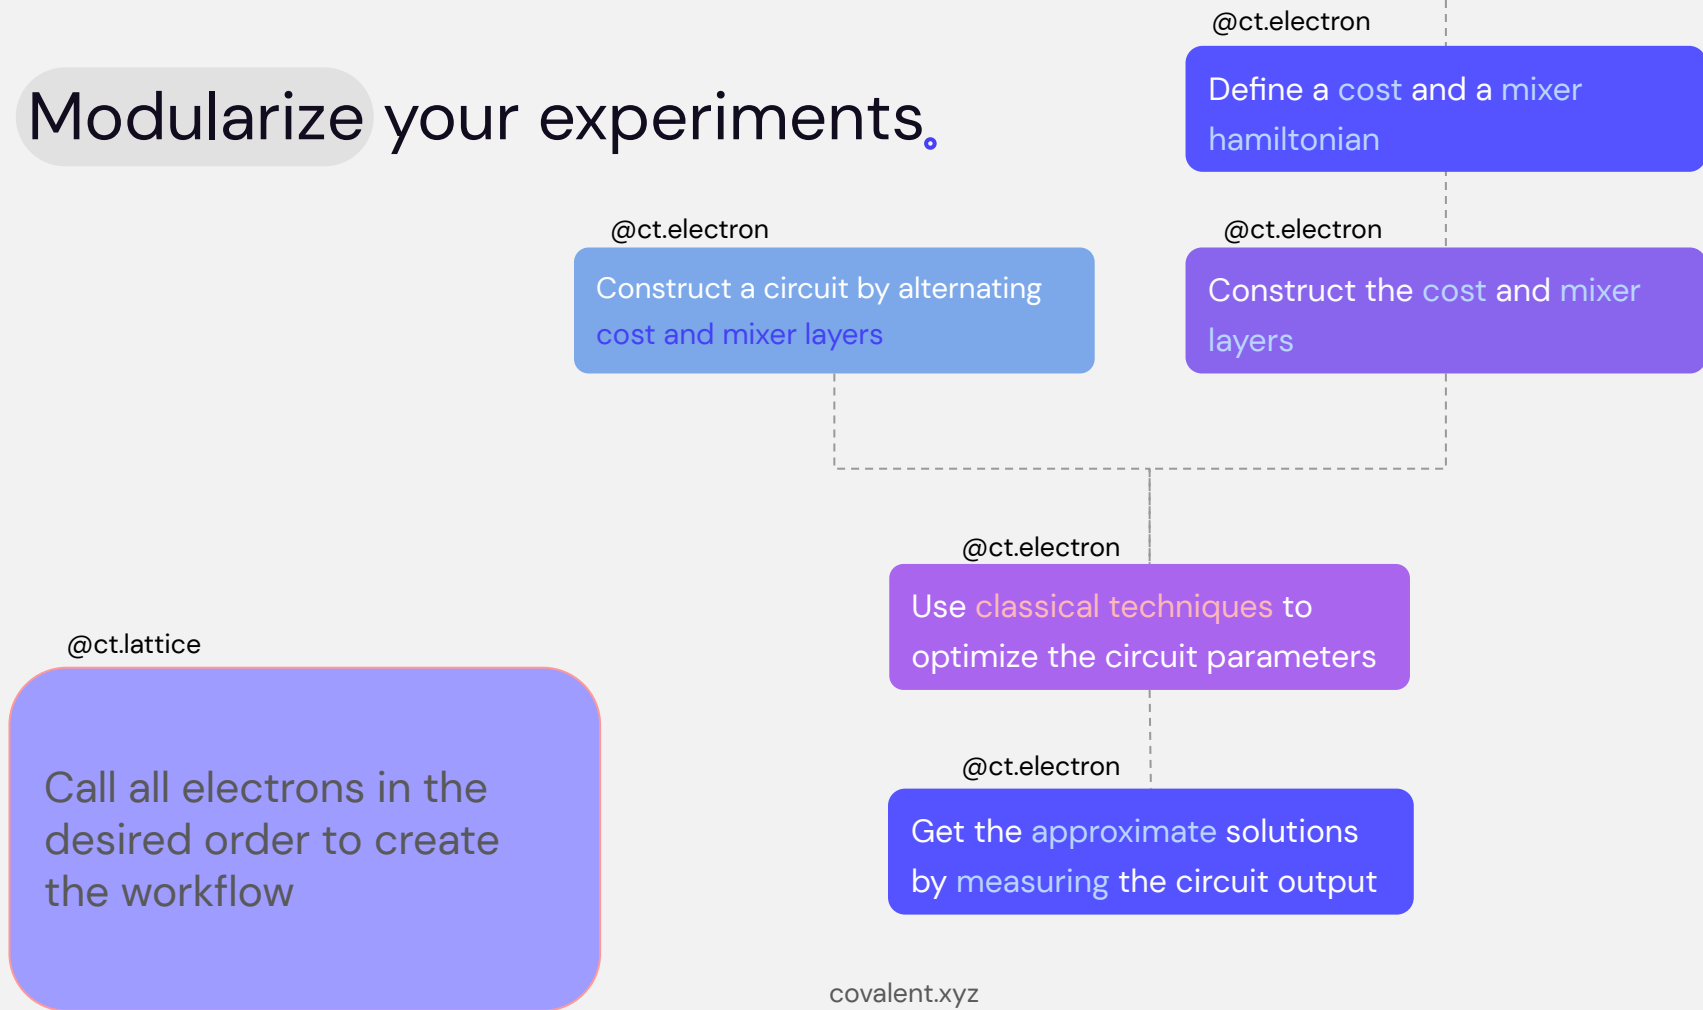 Modularize your experiments.
@ct.electron
Define a cost and a mixer
hamiltonian
@ct.electron
Construct a circuit by alternating
cost and mixer layers
@ct.electron
Construct the cost and mixer
layers
@ct.electron
Use classical techniques to
optimize the circuit parameters
@ct.lattice
Call all electrons in the
desired order to create
the workflow
@ct.electron
Get the approximate solutions
by measuring the circuit output
covalent.xyz